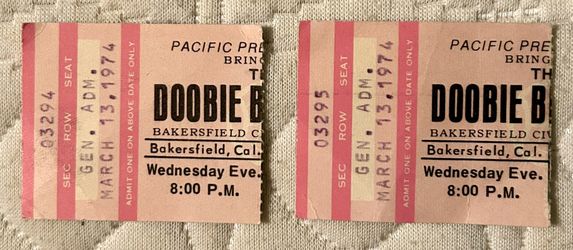 03294
SEC ROW SEAT
GEN. ADM.
MARCH 13, 1974
ADMIT ONE ON ABOVE DATE ONLY
PACIFIC PRE
BRING
TH
DOOBIE B
BAKERSFIELD CI
Bakersfield, Cal.
Wednesday Eve.
8:00 P.M.
03295
SEC ROW SEAT
GEN. ADM.
MARCH 13, 1974
ADMIT ONE ON ABOVE DATE ONLY
PACIFIC PRE
BRING
TH
DOOBIE B
BAKERSFIELD CIV
Bakersfield, Cal.
Wednesday Eve.
8:00 P.M.